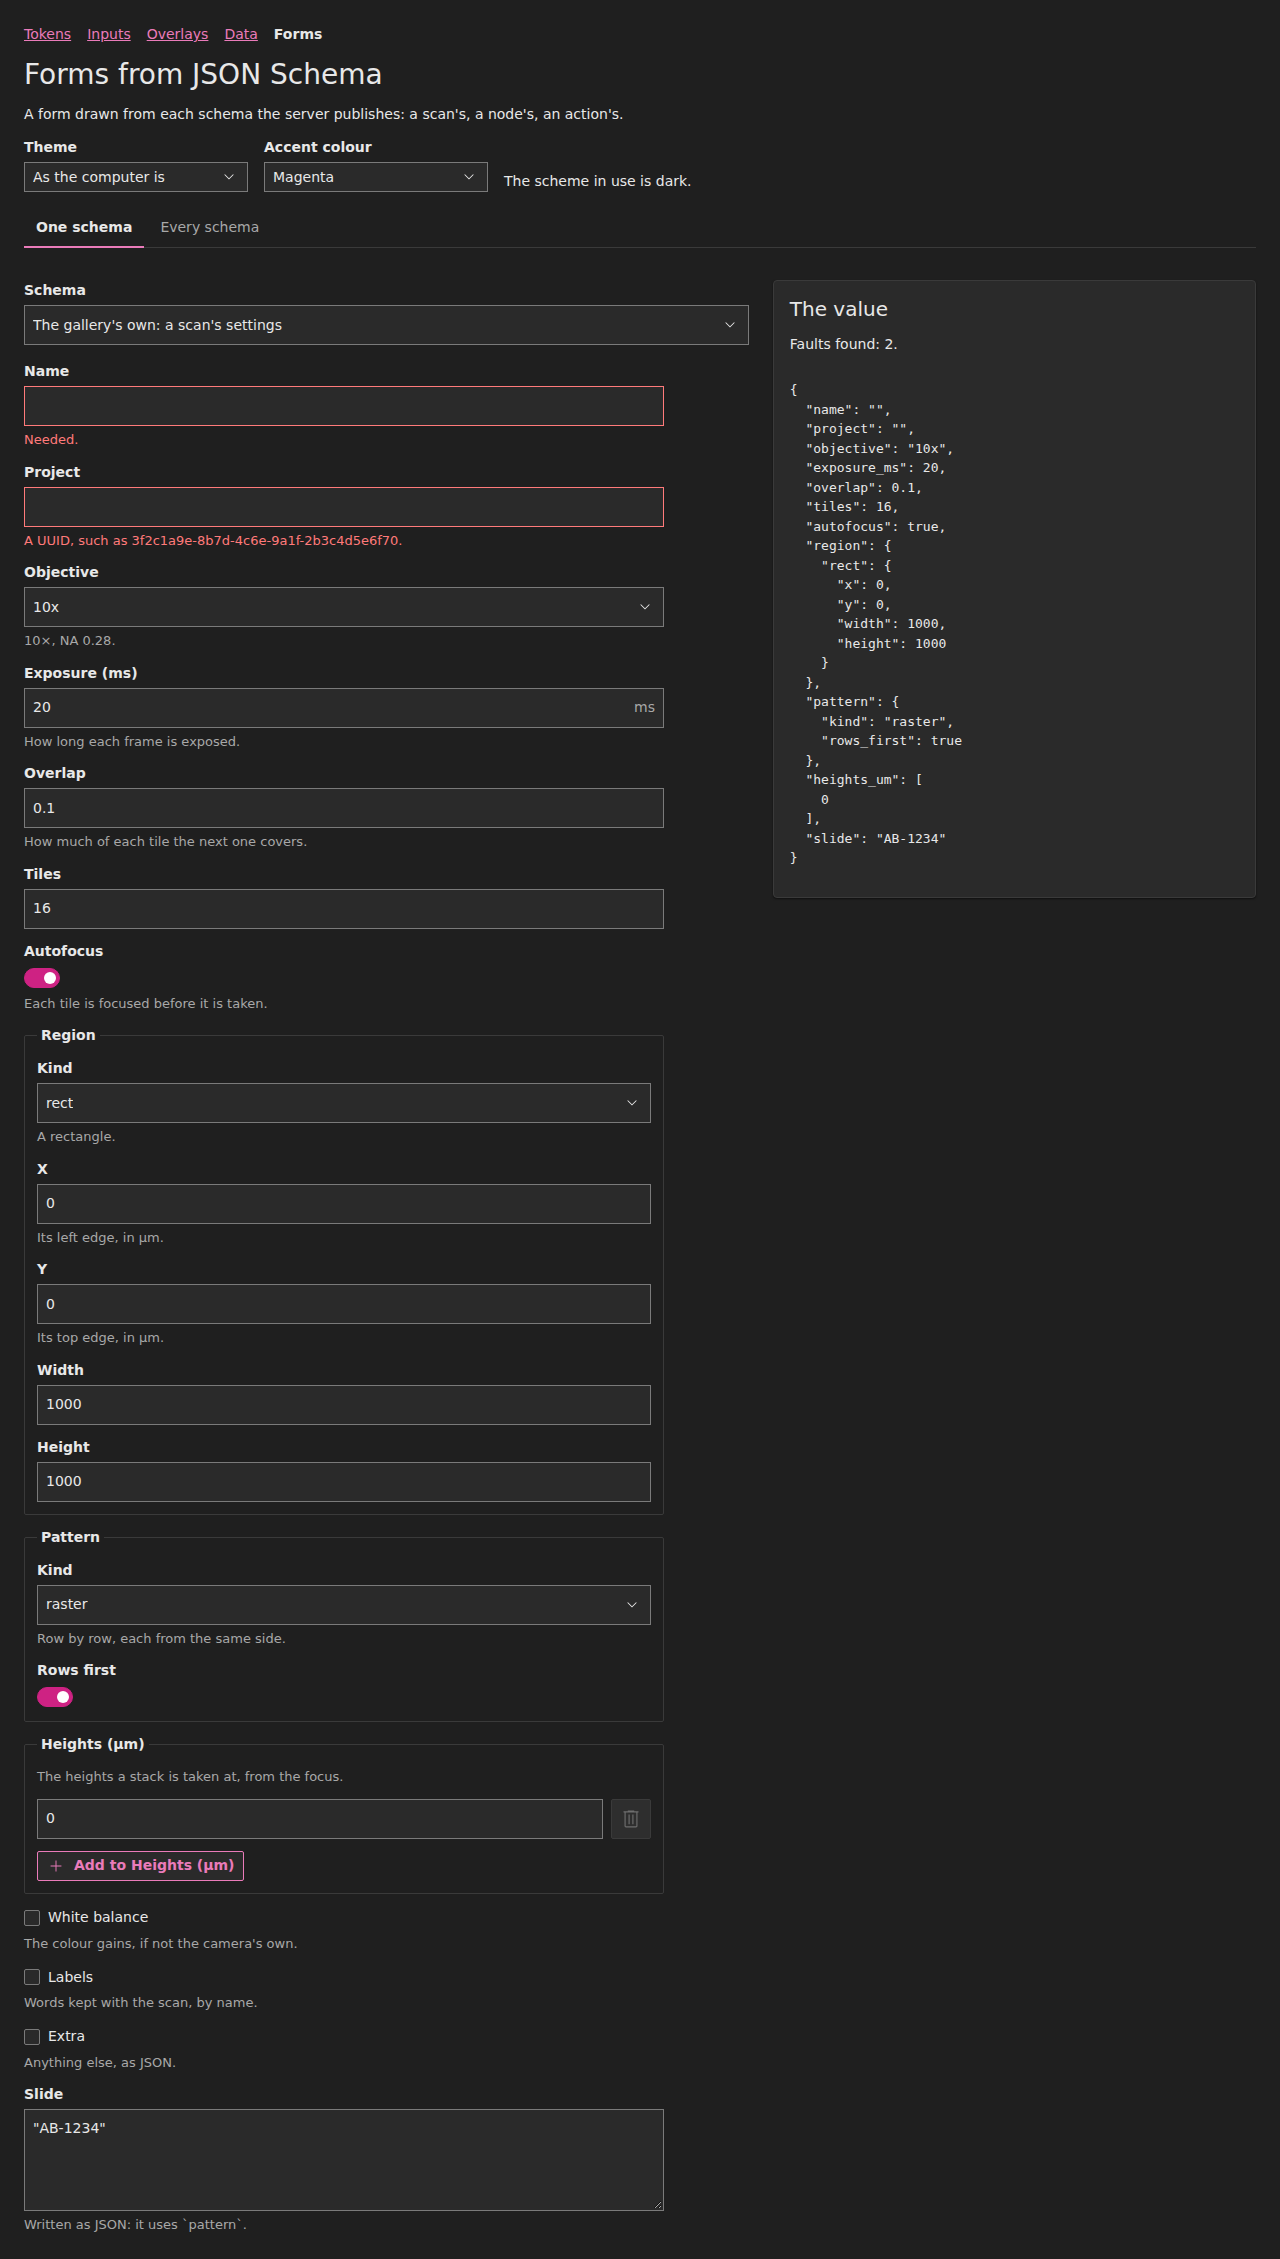 Tokens Inputs Overlays Data Forms
Forms from JSON Schema
A form drawn from each schema the server publishes: a scan's, a node's, an action's.
Theme Accent colour
As the computer is Magenta The scheme in use is dark.
One schema Every schema
Schema
The gallery's own: a scan's settings
Name
Needed.
Project
A UUID, such as 3f2c1a9e-8b7d-4c6e-9a1f-2b3c4d5e6f70.
Objective
10x
10×, NA 0.28.
Exposure (ms)
20 ms
How long each frame is exposed.
Overlap
0.1
How much of each tile the next one covers.
Tiles
16
Autofocus
Each tile is focused before it is taken.
Region
Kind
rect
A rectangle.
X
0
Its left edge, in µm.
Y
0
Its top edge, in µm.
Width
1000
Height
1000
Pattern
Kind
raster
Row by row, each from the same side.
Rows first
Heights (µm)
The heights a stack is taken at, from the focus.
0
Add to Heights (µm)
White balance
The colour gains, if not the camera's own.
Labels
Words kept with the scan, by name.
Extra
Anything else, as JSON.
Slide
"AB-1234"
Written as JSON: it uses `pattern`.
The value
Faults found: 2.
{
"name": "",
"project": "",
"objective": "10x",
"exposure_ms": 20,
"overlap": 0.1,
"tiles": 16,
"autofocus": true,
"region": {
"rect": {
"x": 0,
"y": 0,
"width": 1000,
"height": 1000
}
},
"pattern": {
"kind": "raster",
"rows_first": true
},
"heights_um": [
0
],
"slide": "AB-1234"
}